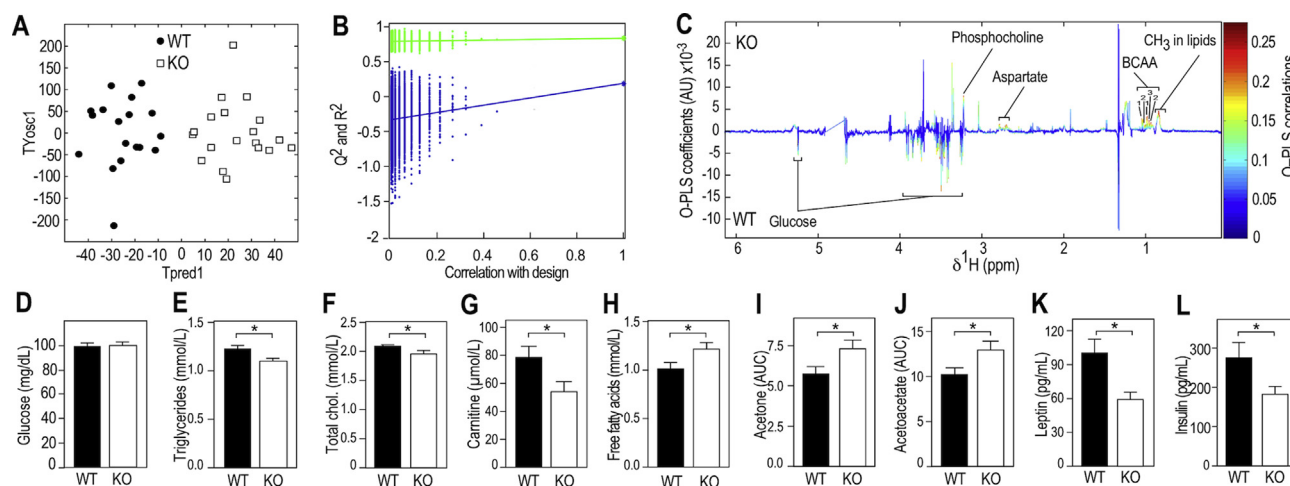 A
TYosc1
200
150
100
50
0
-50
-100
-150
-200
WT
KO
-40 -30 -20 -10 0 10 20 30 40
Tpred1
B
Q² and R²
1
0.5
0
-0.5
-1
-1.5
-2
0 0.2 0.4 0.6 0.8 1
Correlation with design
C
O-PLS coefficients (AU) x10⁻³
20
15
10
5
0
-5
-10
KO
WT
Phosphocholine
Aspartate
CH₃ in lipids
BCAA
1 2 1 3 2
Glucose
6 5 4 3 2 1
δ¹H (ppm)
0.25
0.2
0.15
0.1
0.05
0
O-PLS correlations
D
Glucose (mg/dL)
100
80
60
40
20
0
WT KO
E
Triglycerides (mmol/L)
1.5
1.0
0.5
0.0
*
WT KO
F
Total chol. (mmol/L)
2.5
2.0
1.5
1.0
0.5
0
*
WT KO
G
Carnitine (µmol/L)
100
80
60
40
20
0
*
WT KO
H
Free fatty acids (mmol/L)
1.5
1.0
0.5
0.0
*
WT KO
I
Acetone (AUC)
7.5
5.0
2.5
0.0
*
WT KO
J
Acetoacetate (AUC)
15
10
5
0
*
WT KO
K
Leptin (pg/mL)
120
90
60
30
0
*
WT KO
L
Insulin (pg/mL)
300
200
100
0
*
WT KO